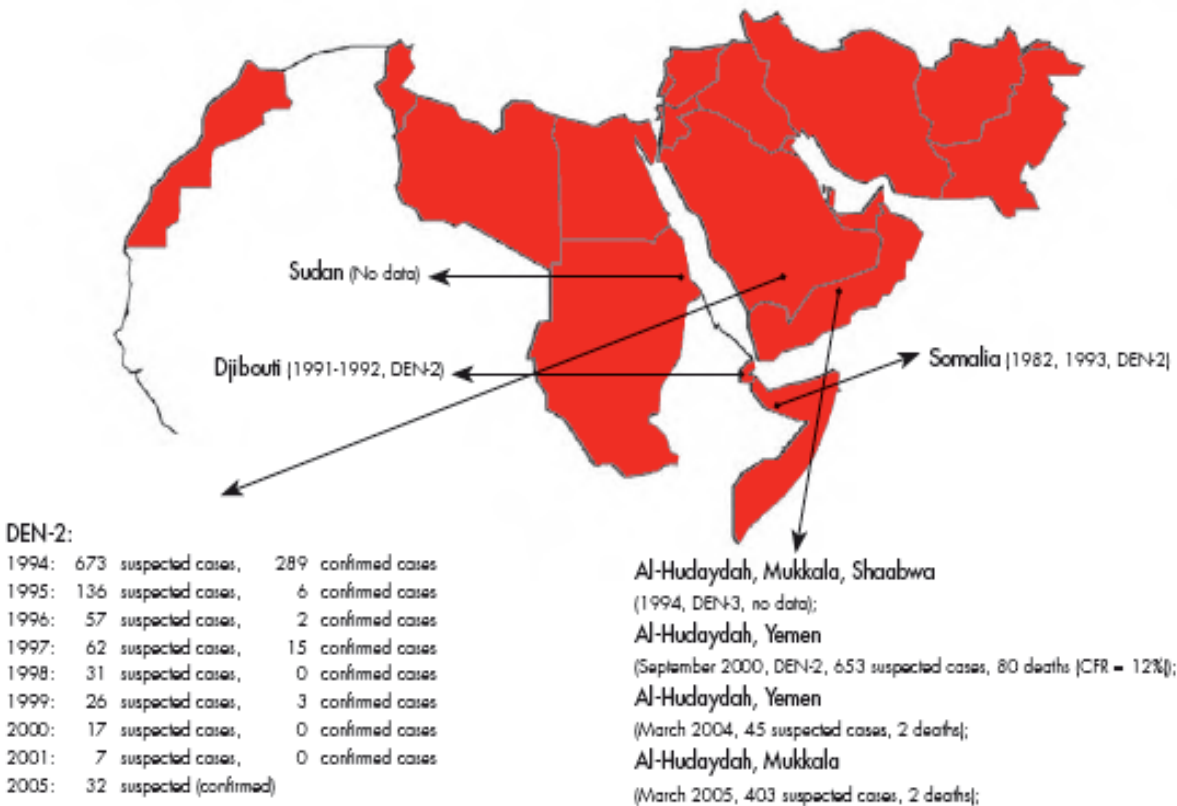 Sudan (No data)
Djibouti (1991-1992, DEN-2)
Somalia (1982, 1993, DEN-2)
DEN-2:
1994: 673 suspected cases, 289 confirmed cases
1995: 136 suspected cases, 6 confirmed cases
1996: 57 suspected cases, 2 confirmed cases
1997: 62 suspected cases, 15 confirmed cases
1998: 31 suspected cases, 0 confirmed cases
1999: 26 suspected cases, 3 confirmed cases
2000: 17 suspected cases, 0 confirmed cases
2001: 7 suspected cases, 0 confirmed cases
2005: 32 suspected (confirmed)
Al-Hudaydah, Mukkala, Shaabwa
(1994, DEN-3, no data);
Al-Hudaydah, Yemen
(September 2000, DEN-2, 653 suspected cases, 80 deaths (CFR = 12%));
Al-Hudaydah, Yemen
(March 2004, 45 suspected cases, 2 deaths);
Al-Hudaydah, Mukkala
(March 2005, 403 suspected cases, 2 deaths);